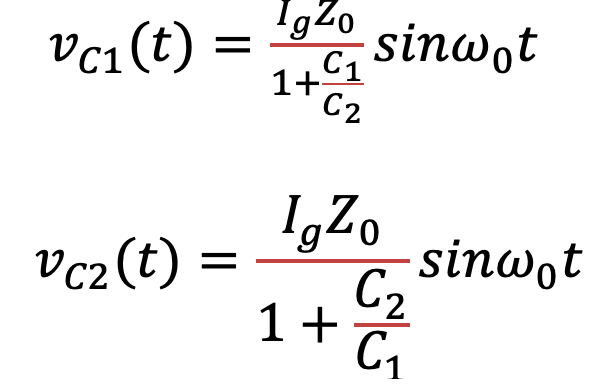 v_{C1}(t) = \frac{I_g Z_0}{1+\frac{C_1}{C_2}} sinω_0t
v_{C2}(t) = \frac{I_g Z_0}{1+\frac{C_2}{C_1}} sinω_0t